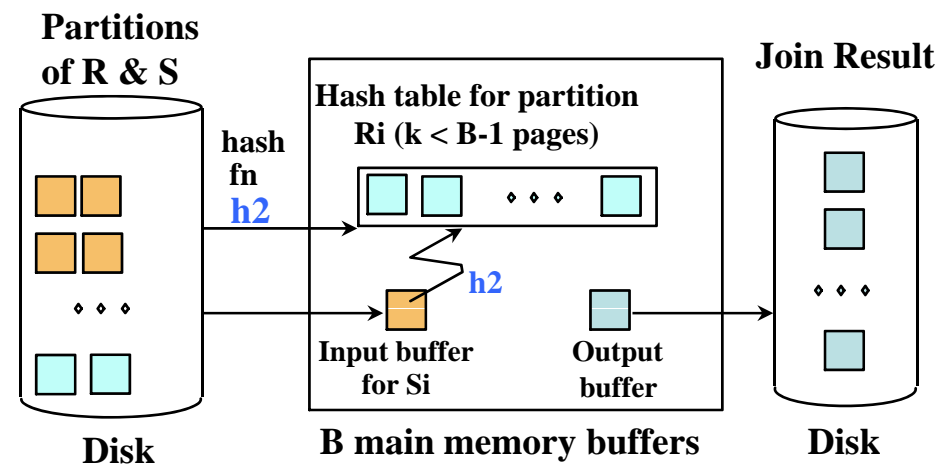 Partitions
of R & S
Join Result
Hash table for partition
Ri (k < B-1 pages)
hash
fn
h2
h2
Input buffer
for Si
Output
buffer
Disk
B main memory buffers
Disk